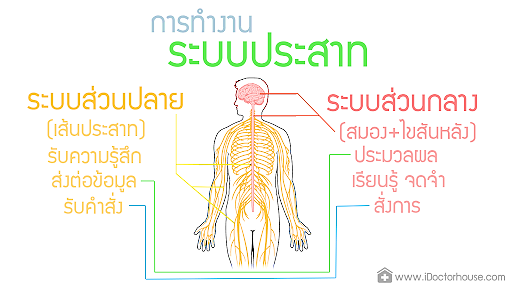 การทำงาน
ระบบประสาท
ระบบส่วนปลาย
(เส้นประสาท)
รับความรู้สึก
ส่งต่อข้อมูล
รับคำสั่ง
ระบบส่วนกลาง
(สมอง+ไขสันหลัง)
ประมวลผล
เรียนรู้ จดจำ
สั่งการ
www.iDoctorhouse.com